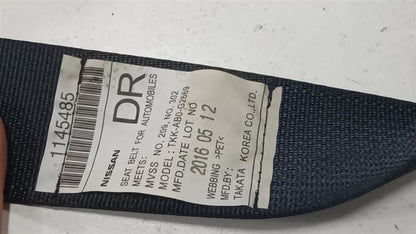 1145485
NISSAN DR
SEAT BELT FOR AUTOMOBILES
MEETS:
MVSS NO. 209, NO. 302
MODEL: TKK-AB0-G266
MFD.DATE LOT NO
2016 05 12
WEBBING >PET<
MFD.BY:
TAKATA KOREA CO.,LTD.